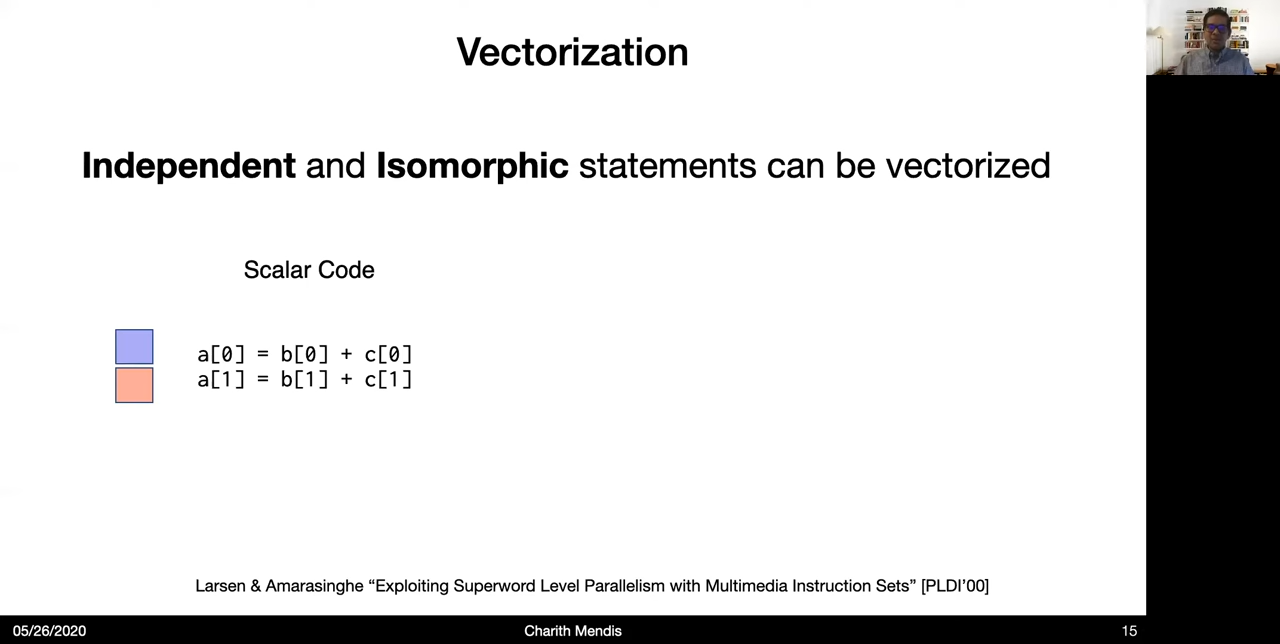 Vectorization
Independent and Isomorphic statements can be vectorized
Scalar Code
a[0] = b[0] + c[0]
a[1] = b[1] + c[1]
Larsen & Amarasinghe “Exploiting Superword Level Parallelism with Multimedia Instruction Sets” [PLDI’00]
05/26/2020
Charith Mendis
15